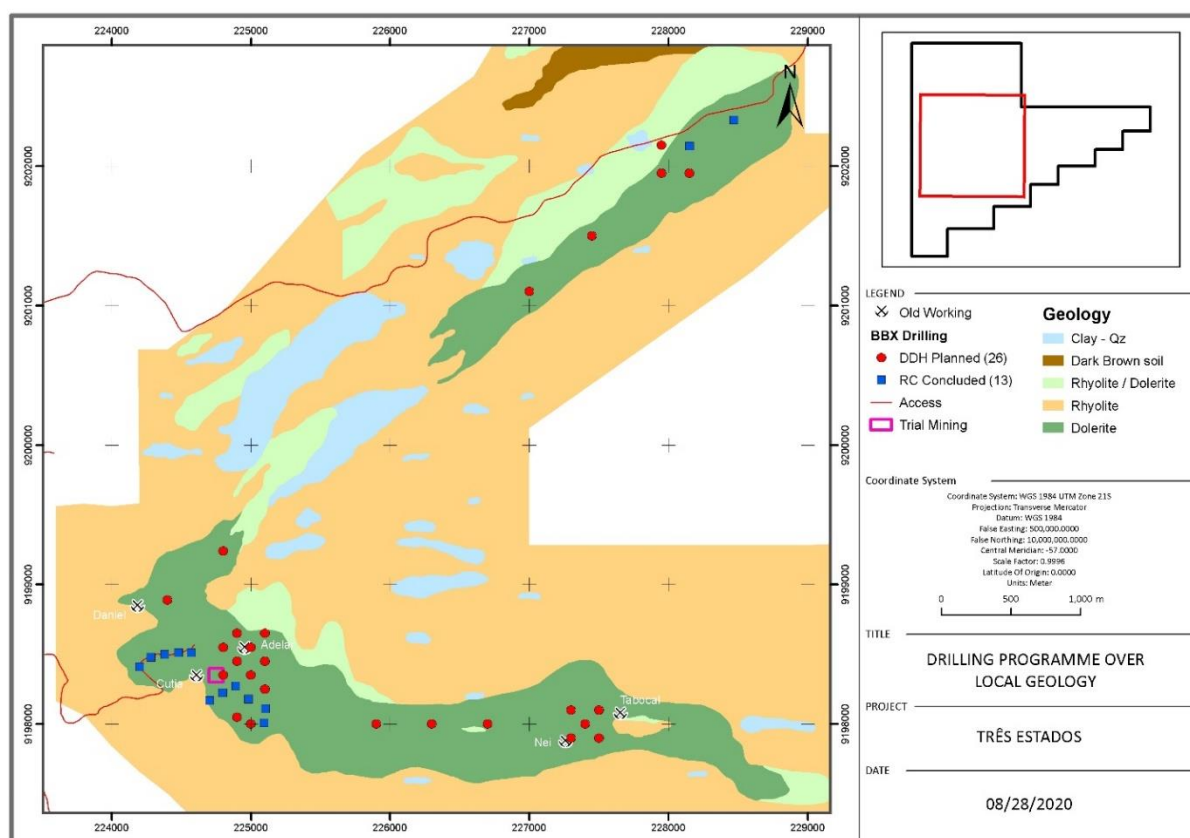 224000 225000 226000 227000 228000 229000
N
9202000 9202000
9201000 9201000
9200000 9200000
9199000 9199000
Daniel
Adelar
Cutia
Tabocal
9198000 9198000
Nei
224000 225000 226000 227000 228000 229000
LEGEND
Old Working
BBX Drilling
DDH Planned (26)
RC Concluded (13)
Access
Trial Mining
Geology
Clay - Qz
Dark Brown soil
Rhyolite / Dolerite
Rhyolite
Dolerite
Coordinate System
Coordinate System: WGS 1984 UTM Zone 21S
Projection: Transverse Mercator
Datum: WGS 1984
False Easting: 500,000.0000
False Northing: 10,000,000.0000
Central Meridian: -57.0000
Scale Factor: 0.9996
Latitude Of Origin: 0.0000
Units: Meter
0 500 1,000 m
TITLE
DRILLING PROGRAMME OVER
LOCAL GEOLOGY
PROJECT
TRÊS ESTADOS
DATE
08/28/2020